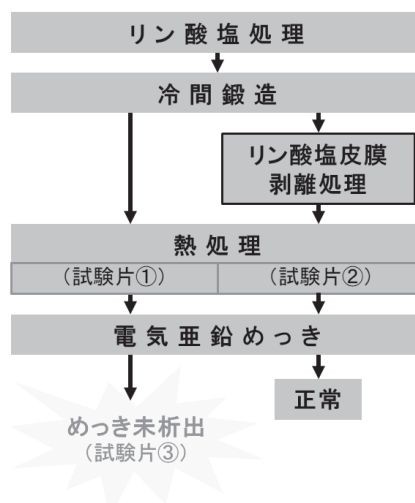 リン酸塩処理
冷間鍛造
リン酸塩皮膜
剥離処理
熱処理
(試験片①)
(試験片②)
電気亜鉛めっき
正常
めっき未析出
(試験片③)